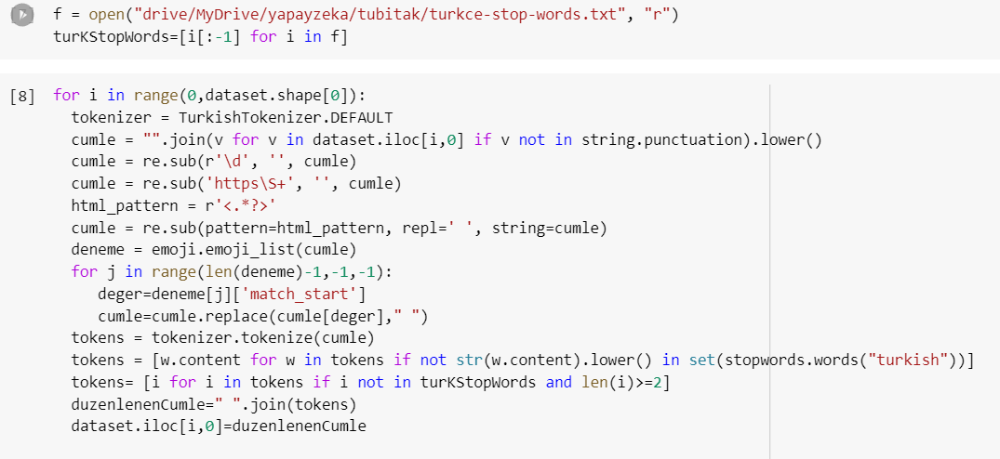 f = open("drive/MyDrive/yapayzeka/tubitak/turkce-stop-words.txt", "r")
turKStopWords=[i[:-1] for i in f]
[8] for i in range(0,dataset.shape[0]):
tokenizer = TurkishTokenizer.DEFAULT
cumle = "".join(v for v in dataset.iloc[i,0] if v not in string.punctuation).lower()
cumle = re.sub(r'\d', '', cumle)
cumle = re.sub('https\S+', '', cumle)
html_pattern = r'<.*?>'
cumle = re.sub(pattern=html_pattern, repl=' ', string=cumle)
deneme = emoji.emoji_list(cumle)
for j in range(len(deneme)-1,-1,-1):
deger=deneme[j]['match_start']
cumle=cumle.replace(cumle[deger]," ")
tokens = tokenizer.tokenize(cumle)
tokens = [w.content for w in tokens if not str(w.content).lower() in set(stopwords.words("turkish"))]
tokens= [i for i in tokens if i not in turKStopWords and len(i)>=2]
duzenlenenCumle=" ".join(tokens)
dataset.iloc[i,0]=duzenlenenCumle